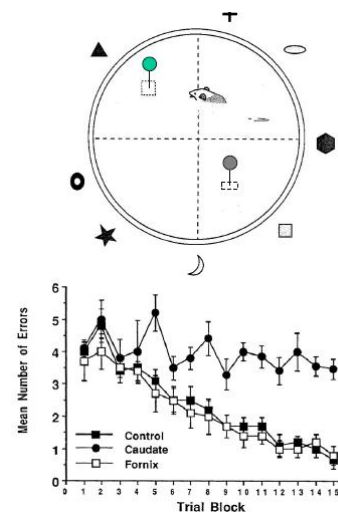 6
5
4
3
2
1
0
Mean Number of Errors
Control
Caudate
Fornix
0 1 2 3 4 5 6 7 8 9 10 11 12 13 14 15
Trial Block